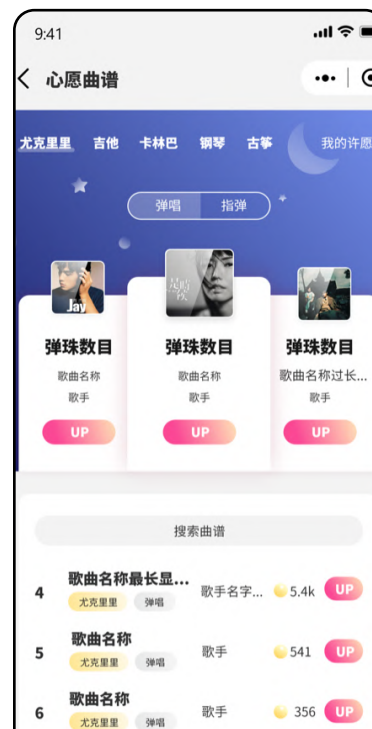 9:41
心愿曲谱
尤克里里 吉他 卡林巴 钢琴 古筝 我的许愿
弹唱 指弹
Jay
弹珠数目 弹珠数目 弹珠数目
歌曲名称 歌曲名称 歌曲名称过长...
歌手 歌手 歌手
UP UP UP
搜索曲谱
4 歌曲名称最长显... 歌手名字... 5.4k UP
尤克里里 弹唱
5 歌曲名称 歌手 541 UP
尤克里里 弹唱
6 歌曲名称 歌手 356 UP
尤克里里 弹唱